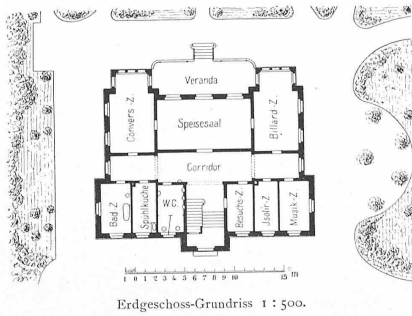 Veranda
Convers.-Z
Speisesaal
Billard-Z
Corridor
Bad-Z
Spühlküche
W.C.
Besuchs-Z
Isolir-Z
Musik-Z
1 0 1 2 3 4 5 6 7 8 9 10 15 m
Erdgeschoss-Grundriss 1 : 500.